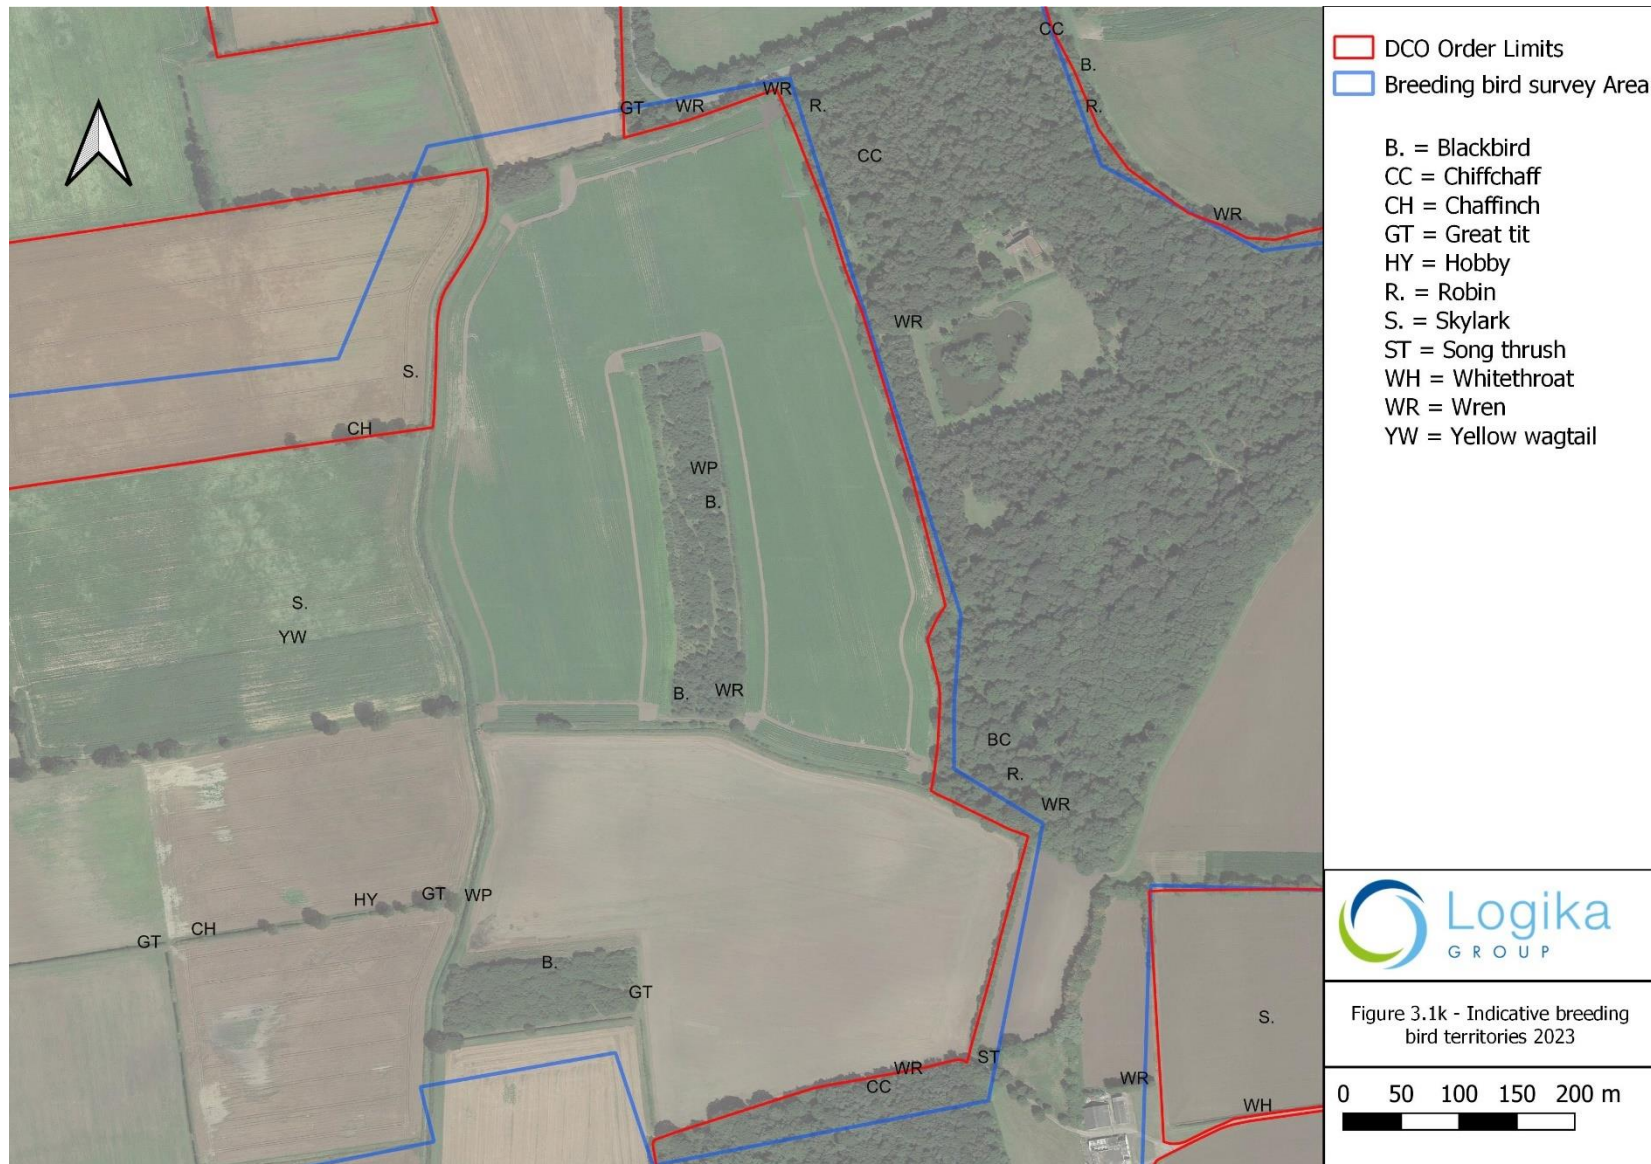 CC
B.
GT
WR
WR
R.
R.
CC
WR
WR
S.
CH
WP
B.
S.
YW
B.
WR
BC
R.
WR
HY
GT
WP
CH
GT
B.
GT
S.
WR
ST
CC
WR
WH
DCO Order Limits
Breeding bird survey Area
B. = Blackbird
CC = Chiffchaff
CH = Chaffinch
GT = Great tit
HY = Hobby
R. = Robin
S. = Skylark
ST = Song thrush
WH = Whitethroat
WR = Wren
YW = Yellow wagtail
Logika
GROUP
Figure 3.1k - Indicative breeding
bird territories 2023
0 50 100 150 200 m